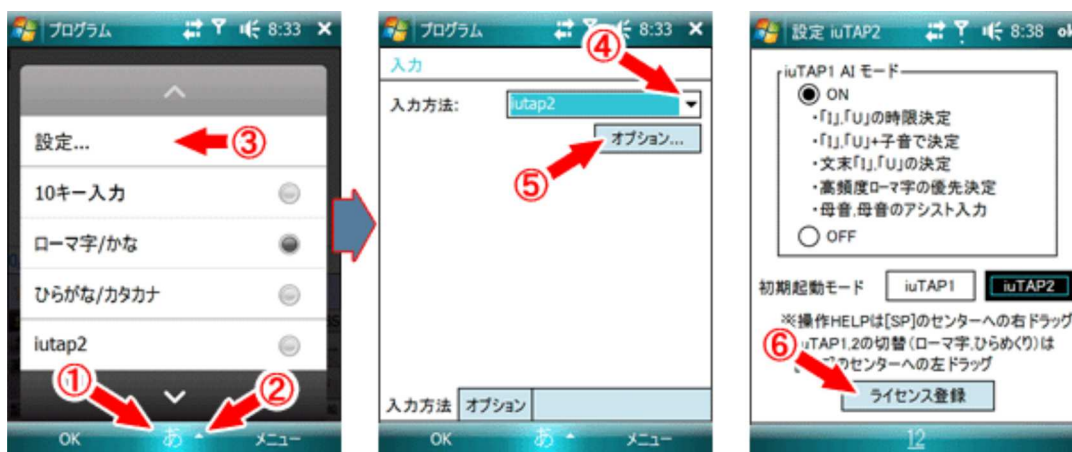 プログラム 8:33
設定... ③
10キー入力
ローマ字/かな
ひらがな/カタカナ
iutap2
① ②
OK あ メニュー
プログラム 8:33
④
入力
入力方法: iutap2
オプション...
⑤
入力方法 オプション
OK あ メニュー
設定 iuTAP2 8:38 ok
iuTAP1 AI モード
ON
・「I」,「U」の時限決定
・「I」,「U」+子音で決定
・文末「I」,「U」の決定
・高頻度ローマ字の優先決定
・母音,母音のアシスト入力
OFF
初期起動モード iuTAP1 iuTAP2
※操作HELPは[SP]のセンターへの右ドラッグ
⑥ uTAP1,2の切替(ローマ字,ひらめくり)は
のセンターへの左ドラッグ
ライセンス登録
12